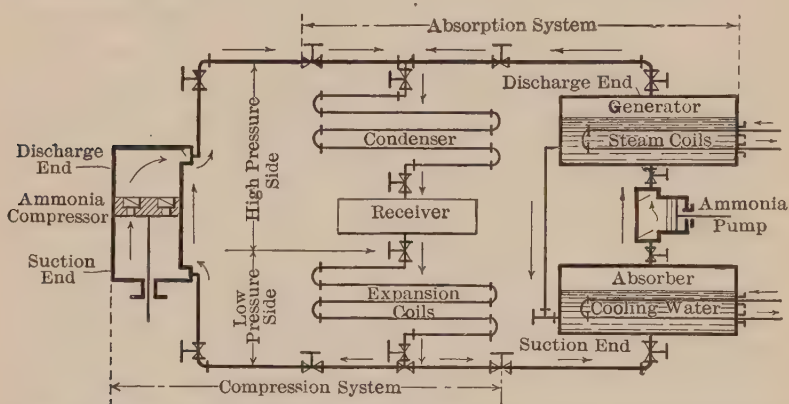 Absorption System
Discharge End
Generator
Steam Coils
Condenser
Discharge
End
High Pressure
Side
Ammonia
Compressor
Receiver
Ammonia
Pump
Suction
End
Low
Pressure
Side
Expansion
Coils
Absorber
Cooling Water
Suction End
Compression System